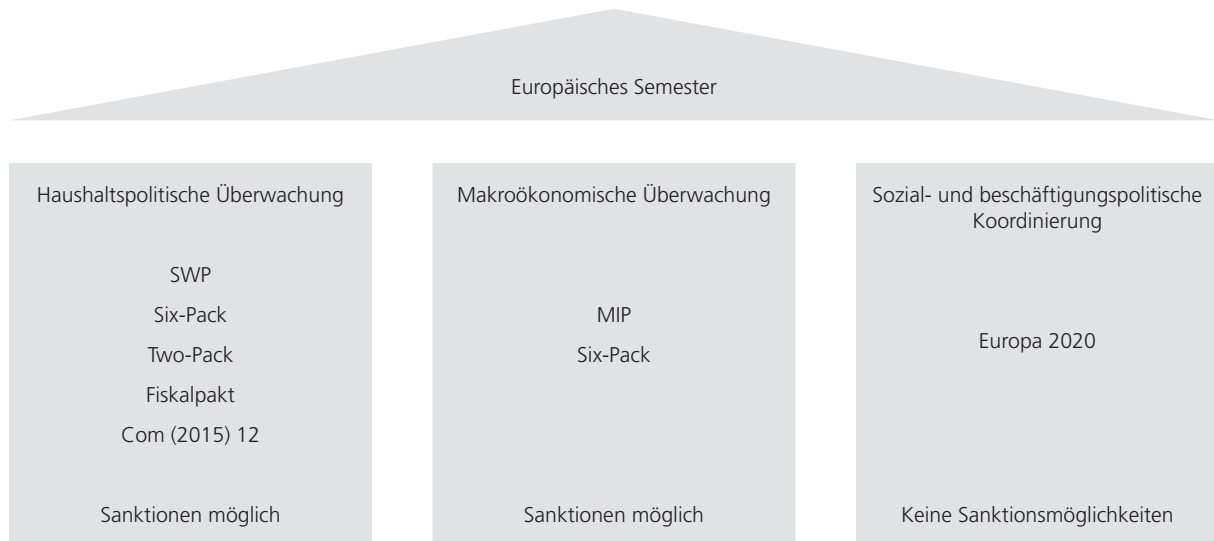 Europäisches Semester
Haushaltspolitische Überwachung
SWP
Six-Pack
Two-Pack
Fiskalpakt
Com (2015) 12
Sanktionen möglich
Makroökonomische Überwachung
MIP
Six-Pack
Sanktionen möglich
Sozial- und beschäftigungspolitische
Koordinierung
Europa 2020
Keine Sanktionsmöglichkeiten